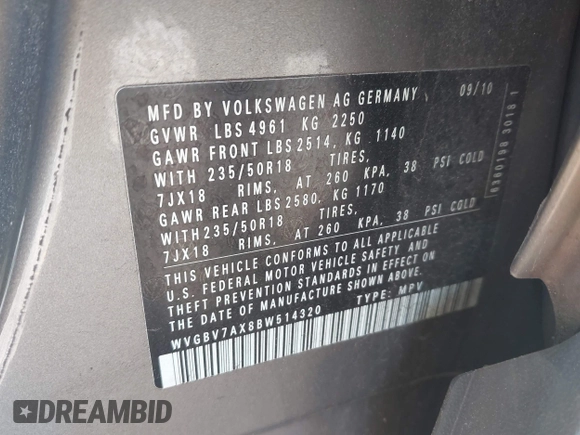 MFD BY VOLKSWAGEN AG GERMANY 09/10
GVWR LBS 4961 KG 2250
GAWR FRONT LBS 2514, KG 1140
WITH 235/50R18 TIRES,
7JX18 RIMS, AT 260 KPA, 38 PSI COLD
GAWR REAR LBS 2580, KG 1170
WITH 235/50R18 TIRES,
7JX18 RIMS, AT 260 KPA, 38 PSI COLD
THIS VEHICLE CONFORMS TO ALL APPLICABLE
U.S. FEDERAL MOTOR VEHICLE SAFETY AND
THEFT PREVENTION STANDARDS IN EFFECT ON
THE DATE OF MANUFACTURE SHOWN ABOVE.
WVGBV7AX8BW514320 TYPE: MPV
DREAMBID